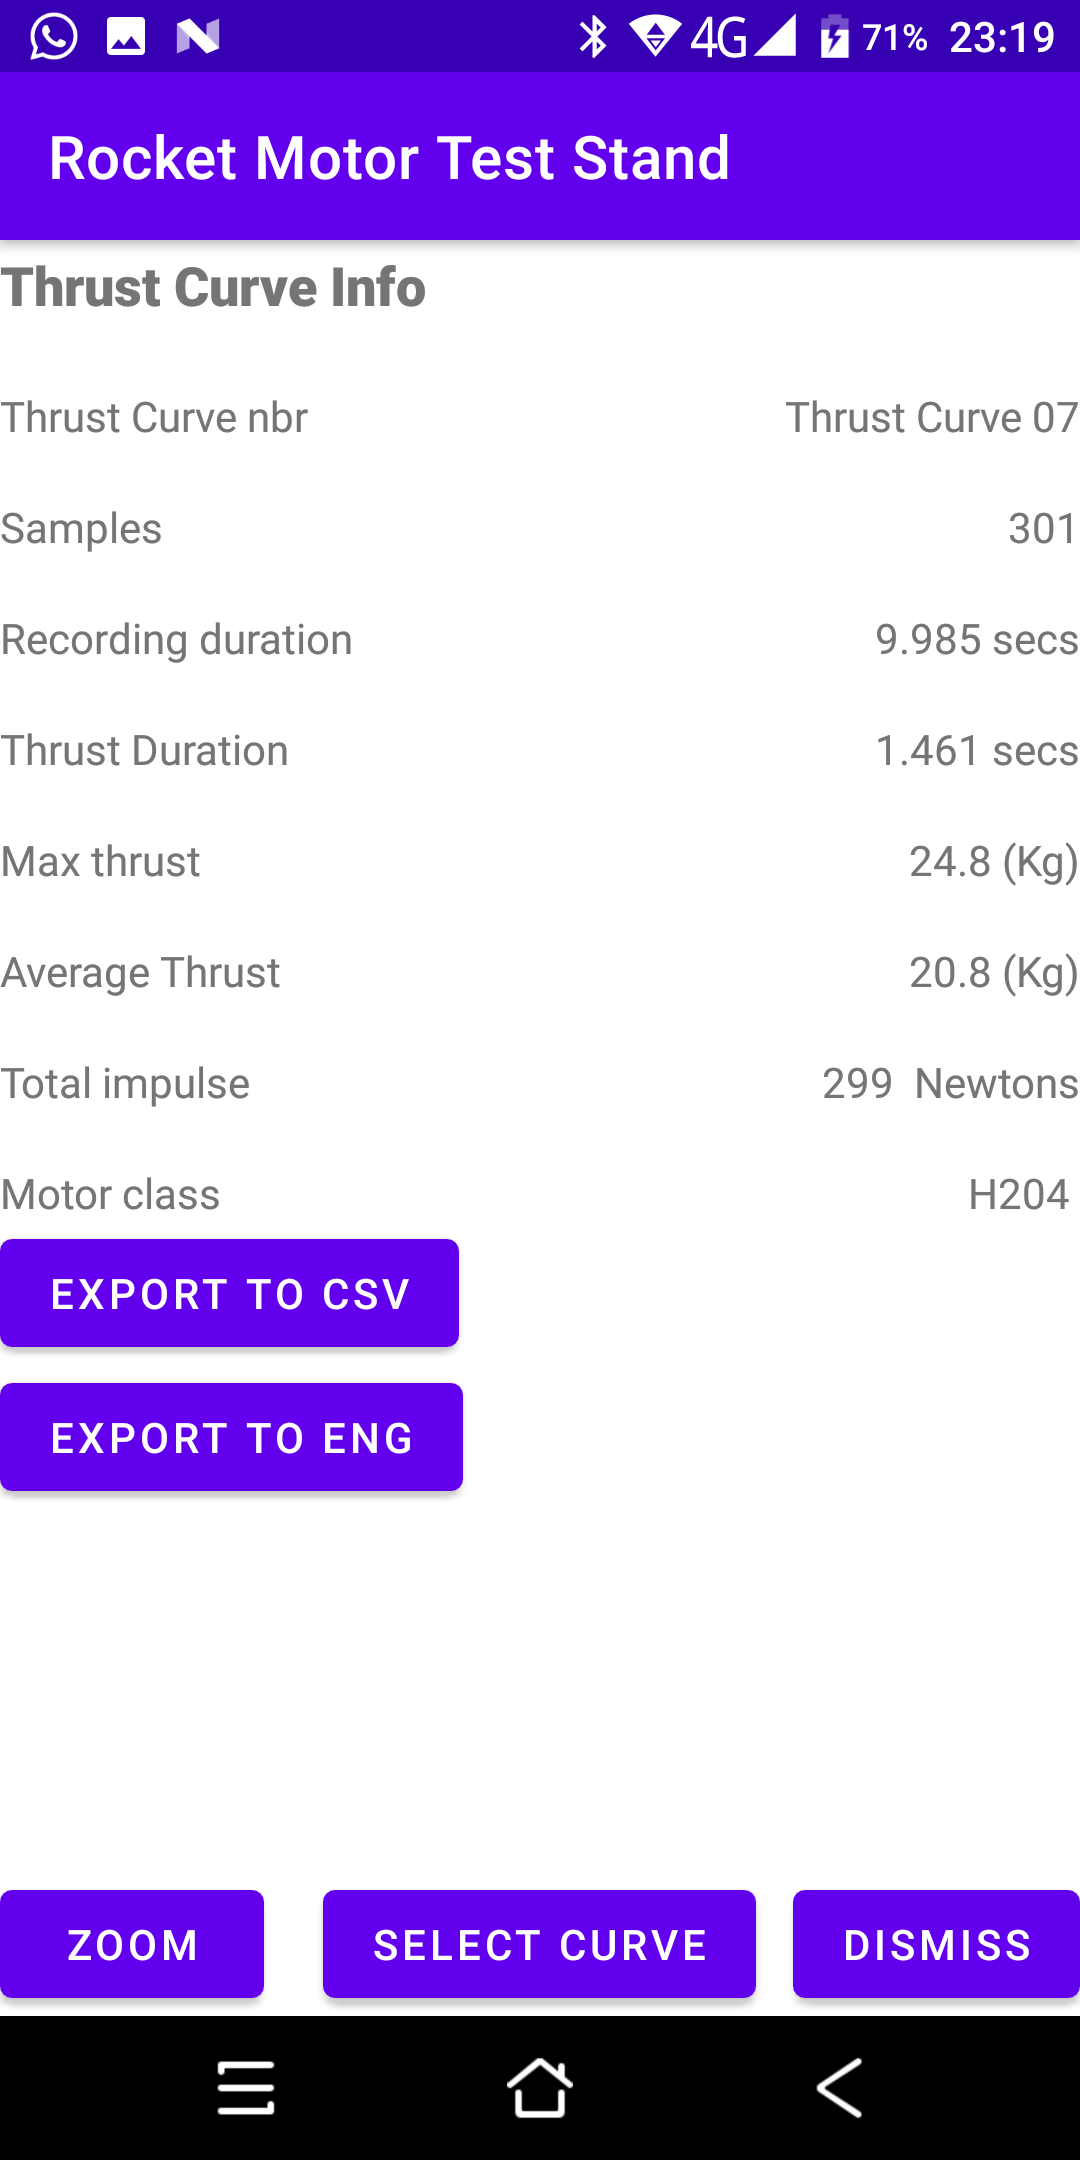 4G 71% 23:19
Rocket Motor Test Stand
Thrust Curve Info
Thrust Curve nbr Thrust Curve 07
Samples 301
Recording duration 9.985 secs
Thrust Duration 1.461 secs
Max thrust 24.8 (Kg)
Average Thrust 20.8 (Kg)
Total impulse 299  Newtons
Motor class H204
EXPORT TO CSV
EXPORT TO ENG
ZOOM SELECT CURVE DISMISS